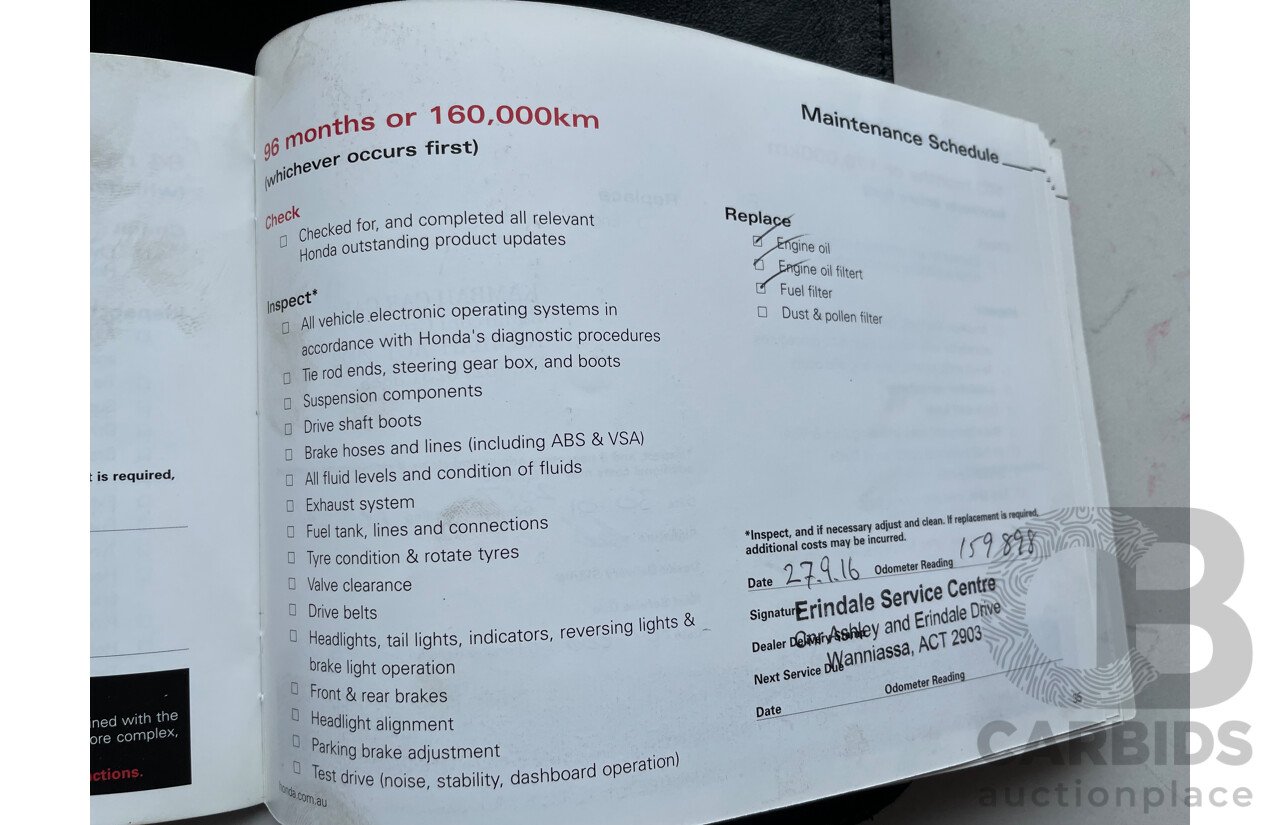 96 months or 160,000km
(whichever occurs first)
Check
Checked for, and completed all relevant
Honda outstanding product updates
Inspect*
All vehicle electronic operating systems in
accordance with Honda's diagnostic procedures
Tie rod ends, steering gear box, and boots
Suspension components
Drive shaft boots
Brake hoses and lines (including ABS & VSA)
All fluid levels and condition of fluids
Exhaust system
Fuel tank, lines and connections
Tyre condition & rotate tyres
Valve clearance
Drive belts
Headlights, tail lights, indicators, reversing lights &
brake light operation
Front & rear brakes
Headlight alignment
Parking brake adjustment
Test drive (noise, stability, dashboard operation)
honda.com.au
Maintenance Schedule
Replace
Engine oil
Engine oil filtert
Fuel filter
Dust & pollen filter
*Inspect, and if necessary adjust and clean. If replacement is required,
additional costs may be incurred.
Date 27.9.16 Odometer Reading 159898
Signature
Erindale Service Centre
Dealer Delivery Stamp
Cnr Ashley and Erindale Drive
Wanniassa, ACT 2903
Next Service Due
Date Odometer Reading
95
t is required,
ned with the
ore complex,
ctions.
CB
CARBIDS
auctionplace